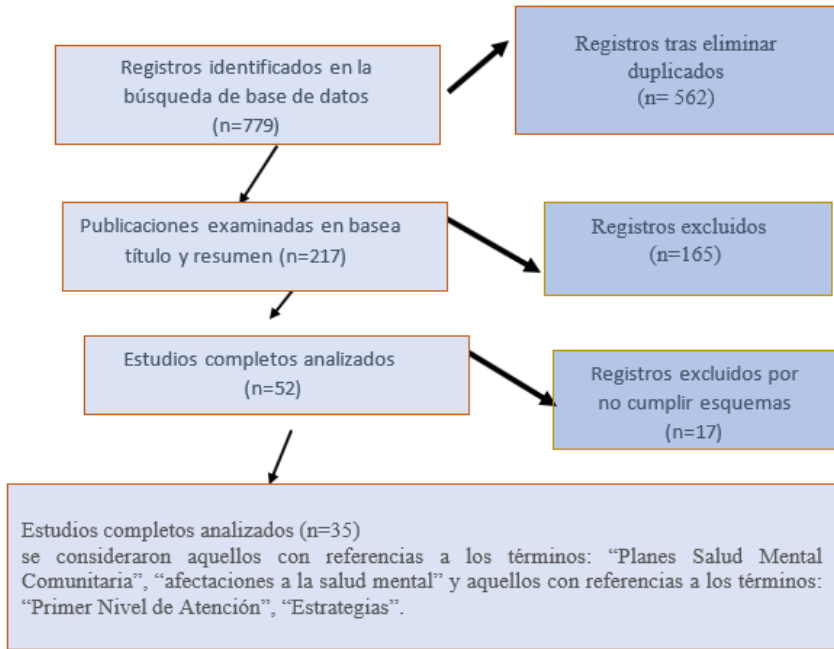 Registros identificados en la
búsqueda de base de datos
(n=779)
Registros tras eliminar
duplicados
(n= 562)
Publicaciones examinadas en basea
título y resumen (n=217)
Registros excluidos
(n=165)
Estudios completos analizados
(n=52)
Registros excluidos por
no cumplir esquemas
(n=17)
Estudios completos analizados (n=35)
se consideraron aquellos con referencias a los términos: “Planes Salud Mental
Comunitaria”, “afectaciones a la salud mental” y aquellos con referencias a los términos:
“Primer Nivel de Atención”, “Estrategias”.